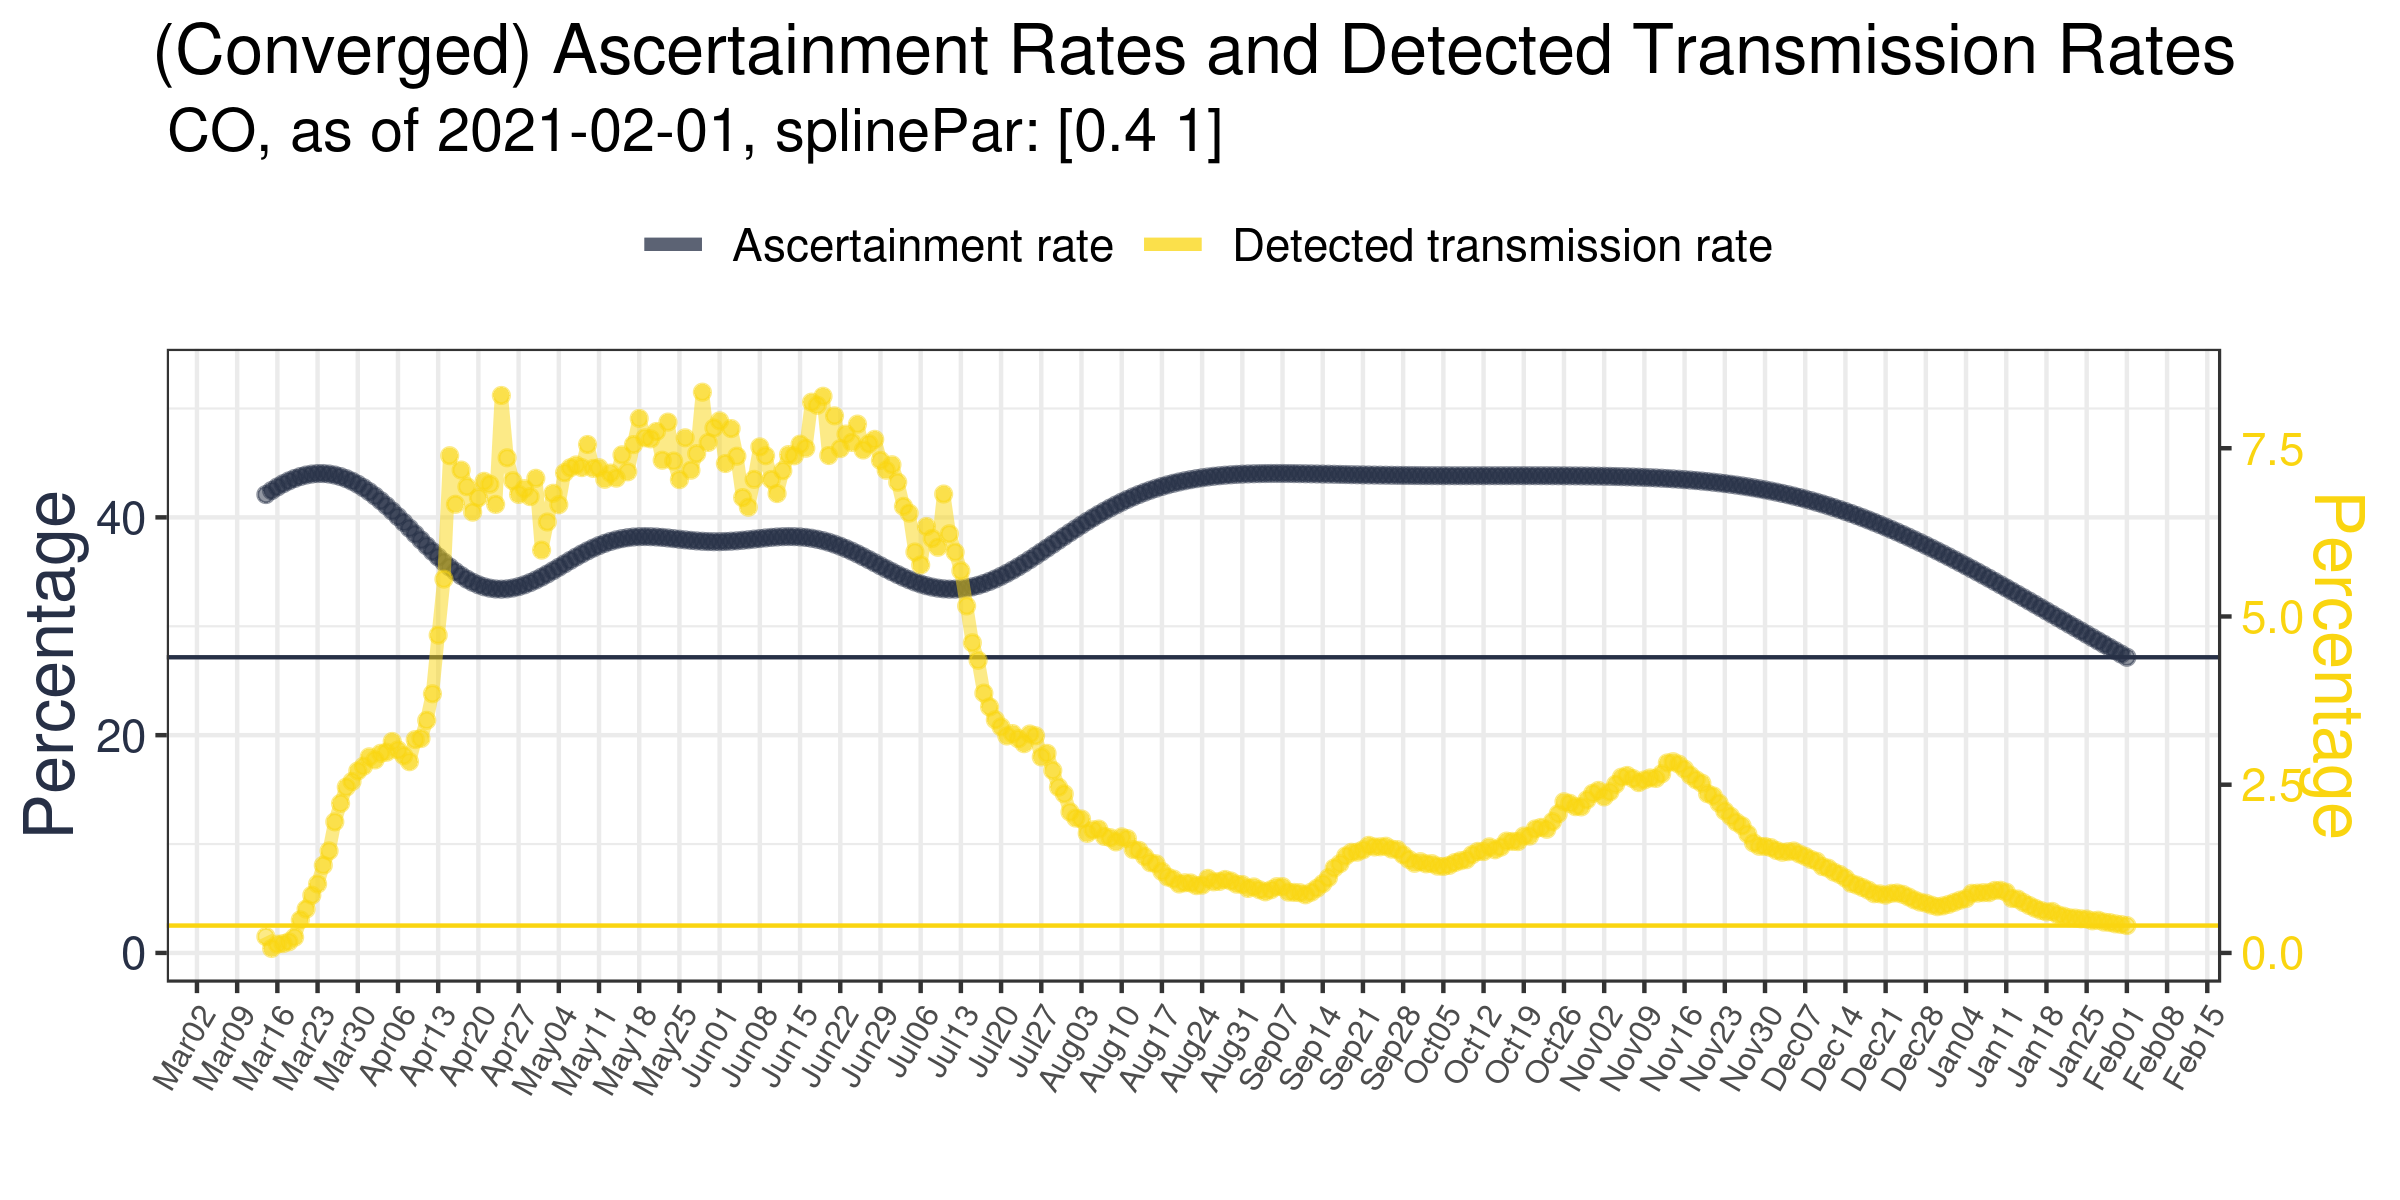 (Converged) Ascertainment Rates and Detected Transmission Rates
CO, as of 2021-02-01, splinePar: [0.4 1]
Ascertainment rate
Detected transmission rate
Percentage
40
20
0
7.5
5.0
2.5
0.0
Percentage
Mar02
Mar09
Mar16
Mar23
Mar30
Apr06
Apr13
Apr20
Apr27
May04
May11
May18
May25
Jun01
Jun08
Jun15
Jun22
Jun29
Jul06
Jul13
Jul20
Jul27
Aug03
Aug10
Aug17
Aug24
Aug31
Sep07
Sep14
Sep21
Sep28
Oct05
Oct12
Oct19
Oct26
Nov02
Nov09
Nov16
Nov23
Nov30
Dec07
Dec14
Dec21
Dec28
Jan04
Jan11
Jan18
Jan25
Feb01
Feb08
Feb15